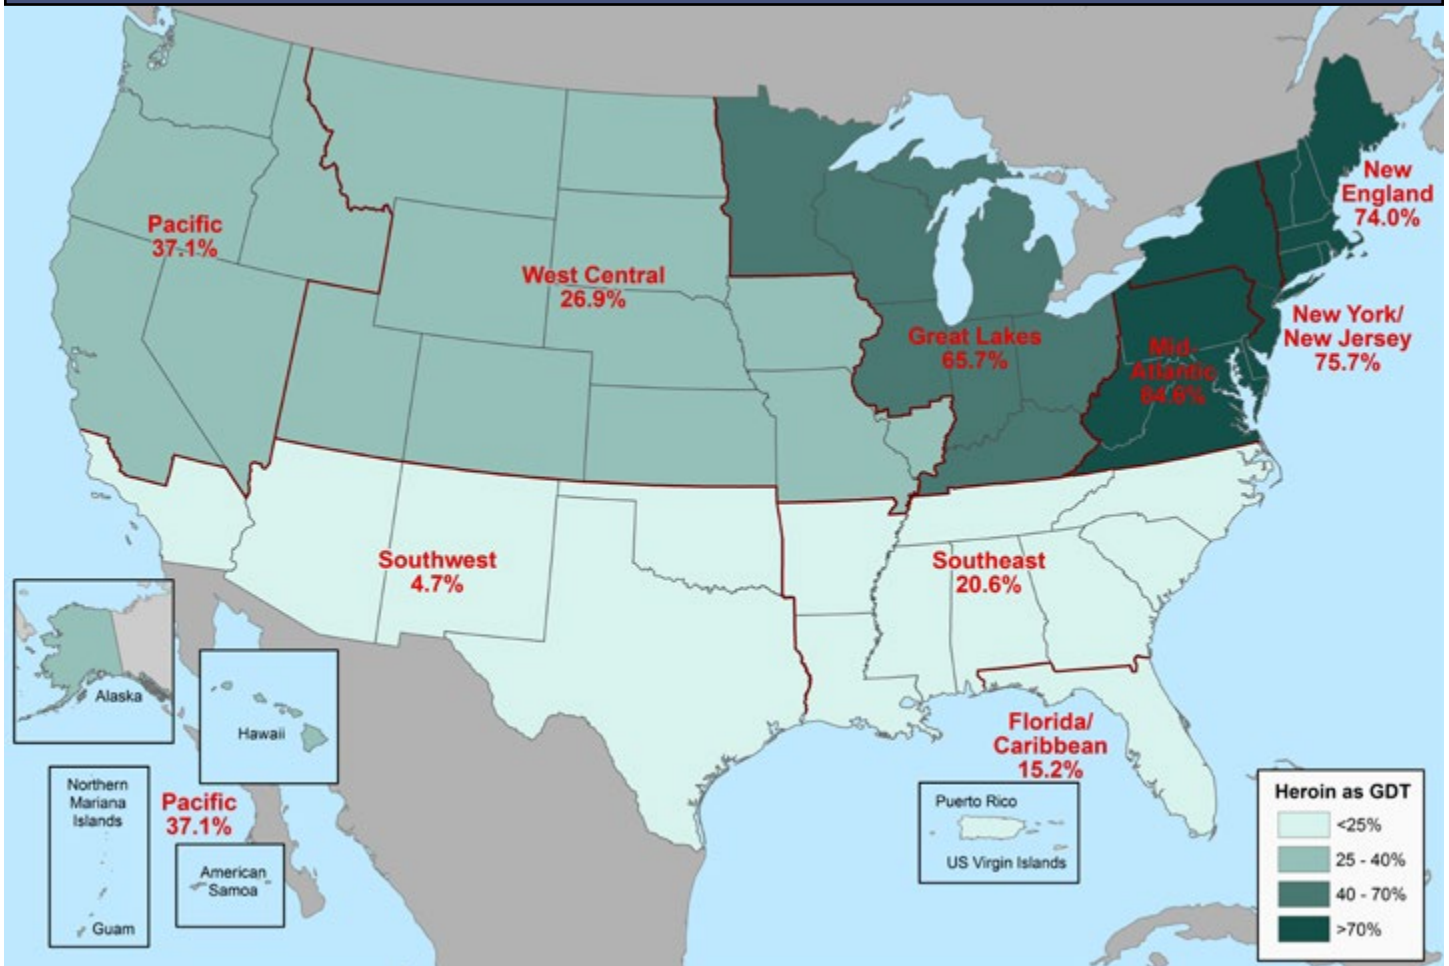 New
England
74.0%
Pacific
37.1%
West Central
26.9%
New York/
New Jersey
75.7%
Great Lakes
65.7%
Mid-
Atlantic
Southwest
4.7%
Southeast
20.6%
Alaska
Hawaii
Florida/
Caribbean
15.2%
Northern
Mariana
Islands
Guam
Pacific
37.1%
American
Samoa
Puerto Rico
US Virgin Islands
Heroin as GDT
<25%
25 - 40%
40 - 70%
>70%